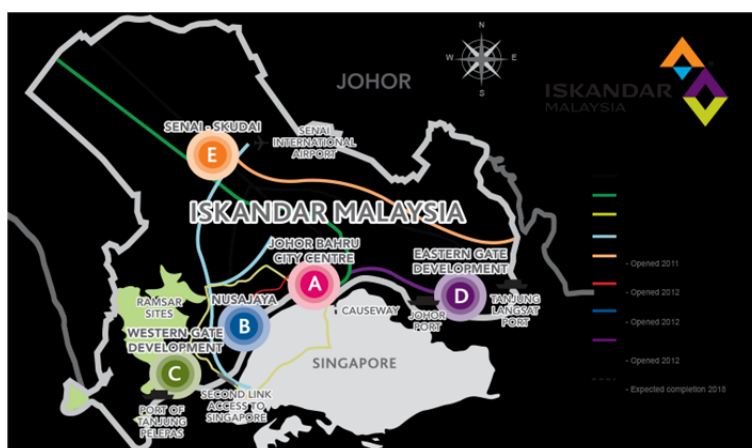 N
W
E
S
JOHOR
ISKANDAR
MALAYSIA
SENAI - SKUDAI
E
SENAI
INTERNATIONAL
AIRPORT
ISKANDAR MALAYSIA
JOHOR BAHRU
CITY CENTRE
A
EASTERN GATE
DEVELOPMENT
D
- Opened 2011
- Opened 2012
- Opened 2012
- Opened 2012
- Expected completion 2018
RAMSAR
SITES
NUSAJAYA
B
CAUSEWAY
JOHOR
PORT
TANJUNG
LANGSAT
PORT
WESTERN GATE
DEVELOPMENT
C
SINGAPORE
PORT OF
TANJUNG
PELEPAS
SECOND LINK
ACCESS TO
SINGAPORE